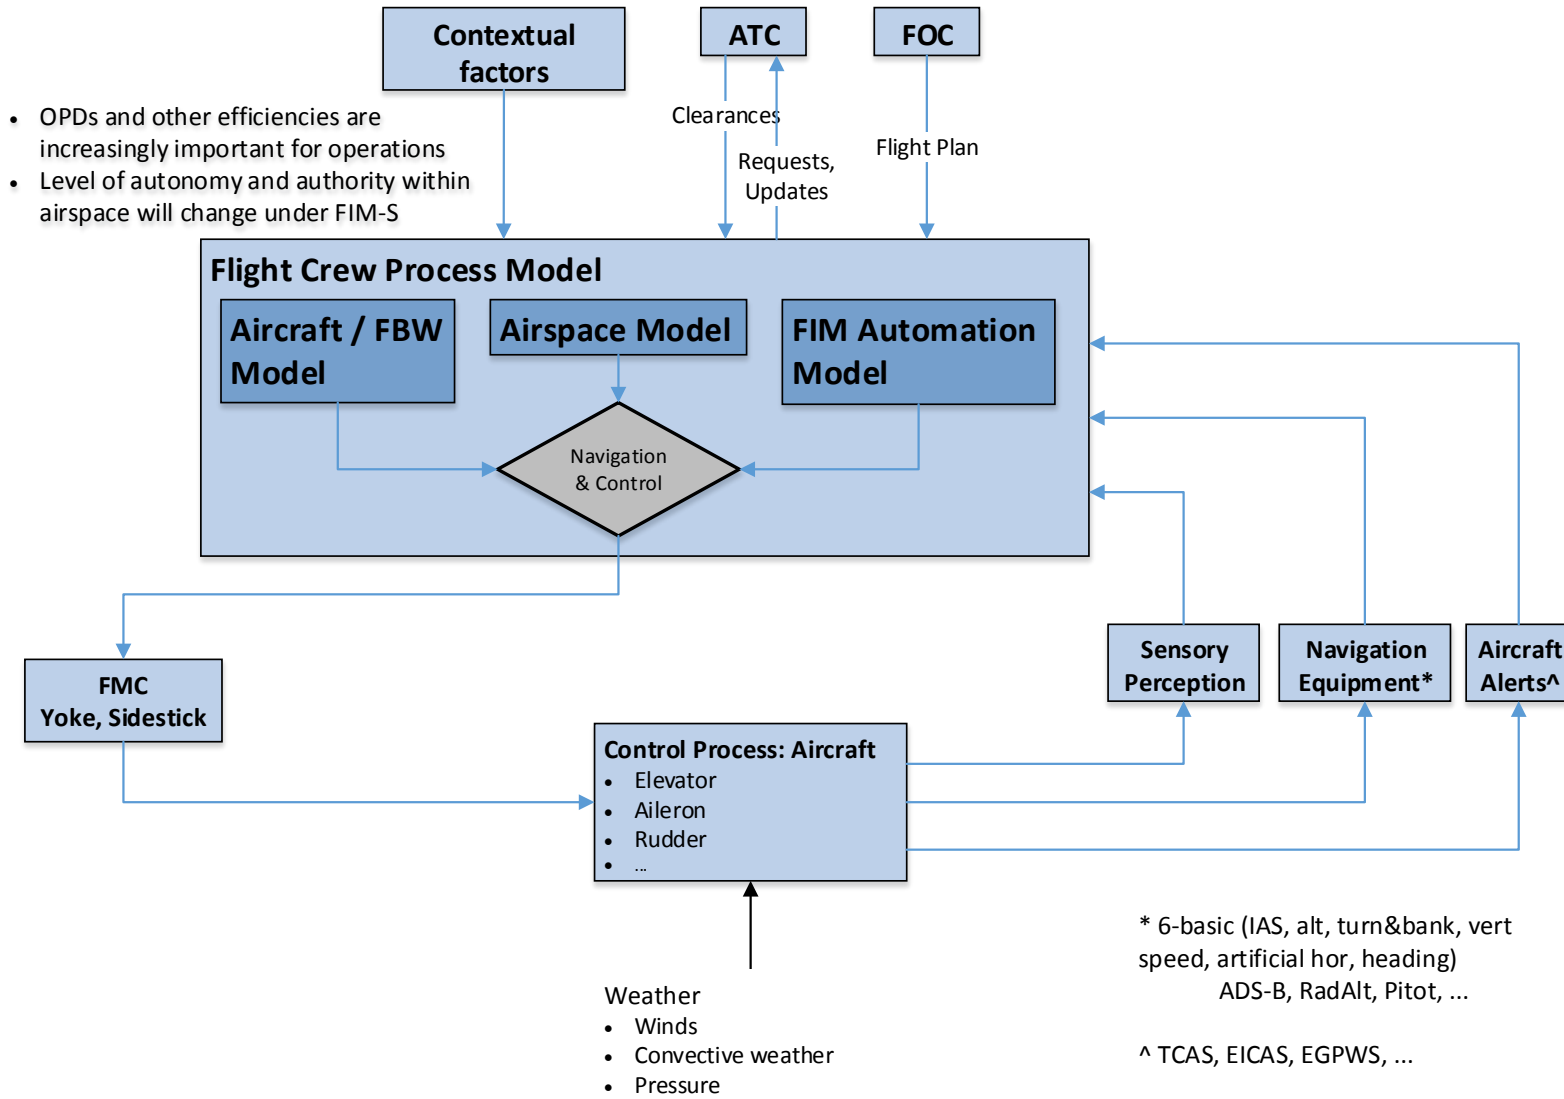 Contextual
factors
ATC
FOC
• OPDs and other efficiencies are
increasingly important for operations
• Level of autonomy and authority within
airspace will change under FIM-S
Clearances
Requests,
Updates
Flight Plan
Flight Crew Process Model
Aircraft / FBW
Model
Airspace Model
FIM Automation
Model
Navigation
& Control
FMC
Yoke, Sidestick
Sensory
Perception
Navigation
Equipment*
Aircraft
Alerts^
Control Process: Aircraft
• Elevator
• Aileron
• Rudder
• ...
Weather
• Winds
• Convective weather
• Pressure
* 6-basic (IAS, alt, turn&bank, vert
speed, artificial hor, heading)
ADS-B, RadAlt, Pitot, ...
^ TCAS, EICAS, EGPWS, ...